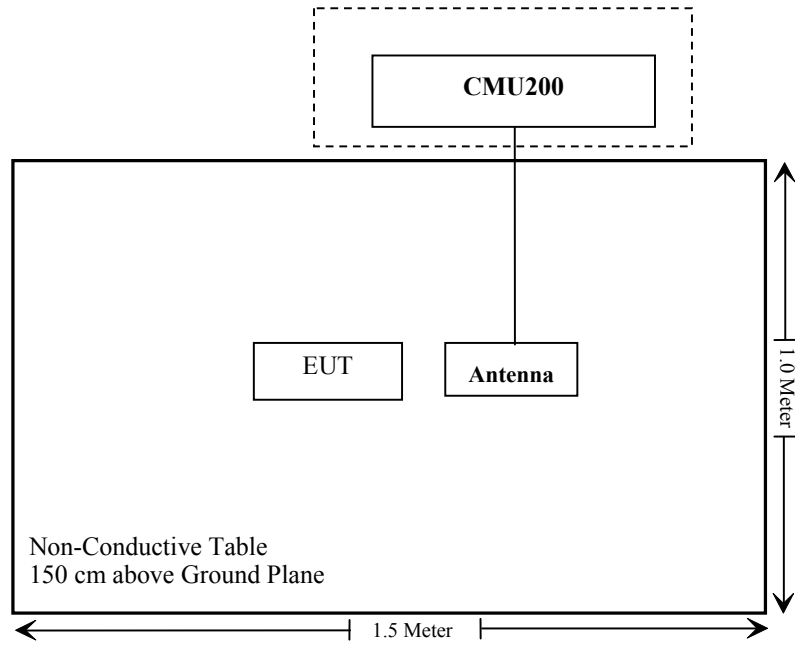 CMU200
EUT
Antenna
1.0 Meter
Non-Conductive Table
150 cm above Ground Plane
1.5 Meter